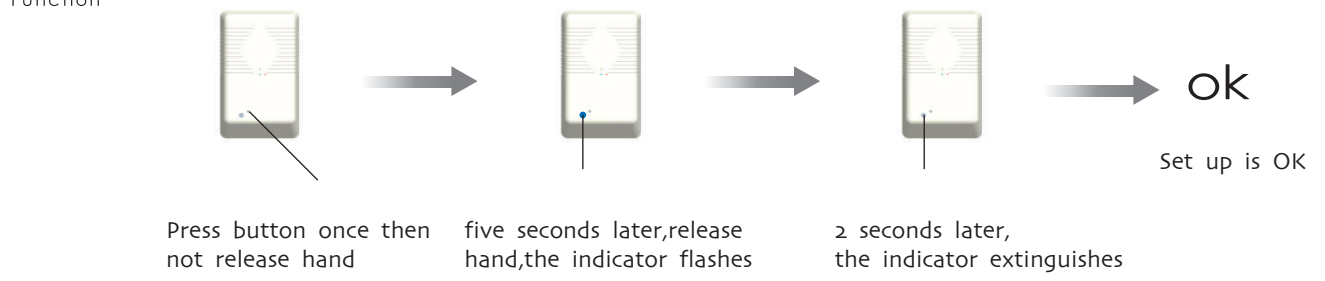 Function
ok
Set up is OK
Press button once then
not release hand
five seconds later,release
hand,the indicator flashes
2 seconds later,
the indicator extinguishes